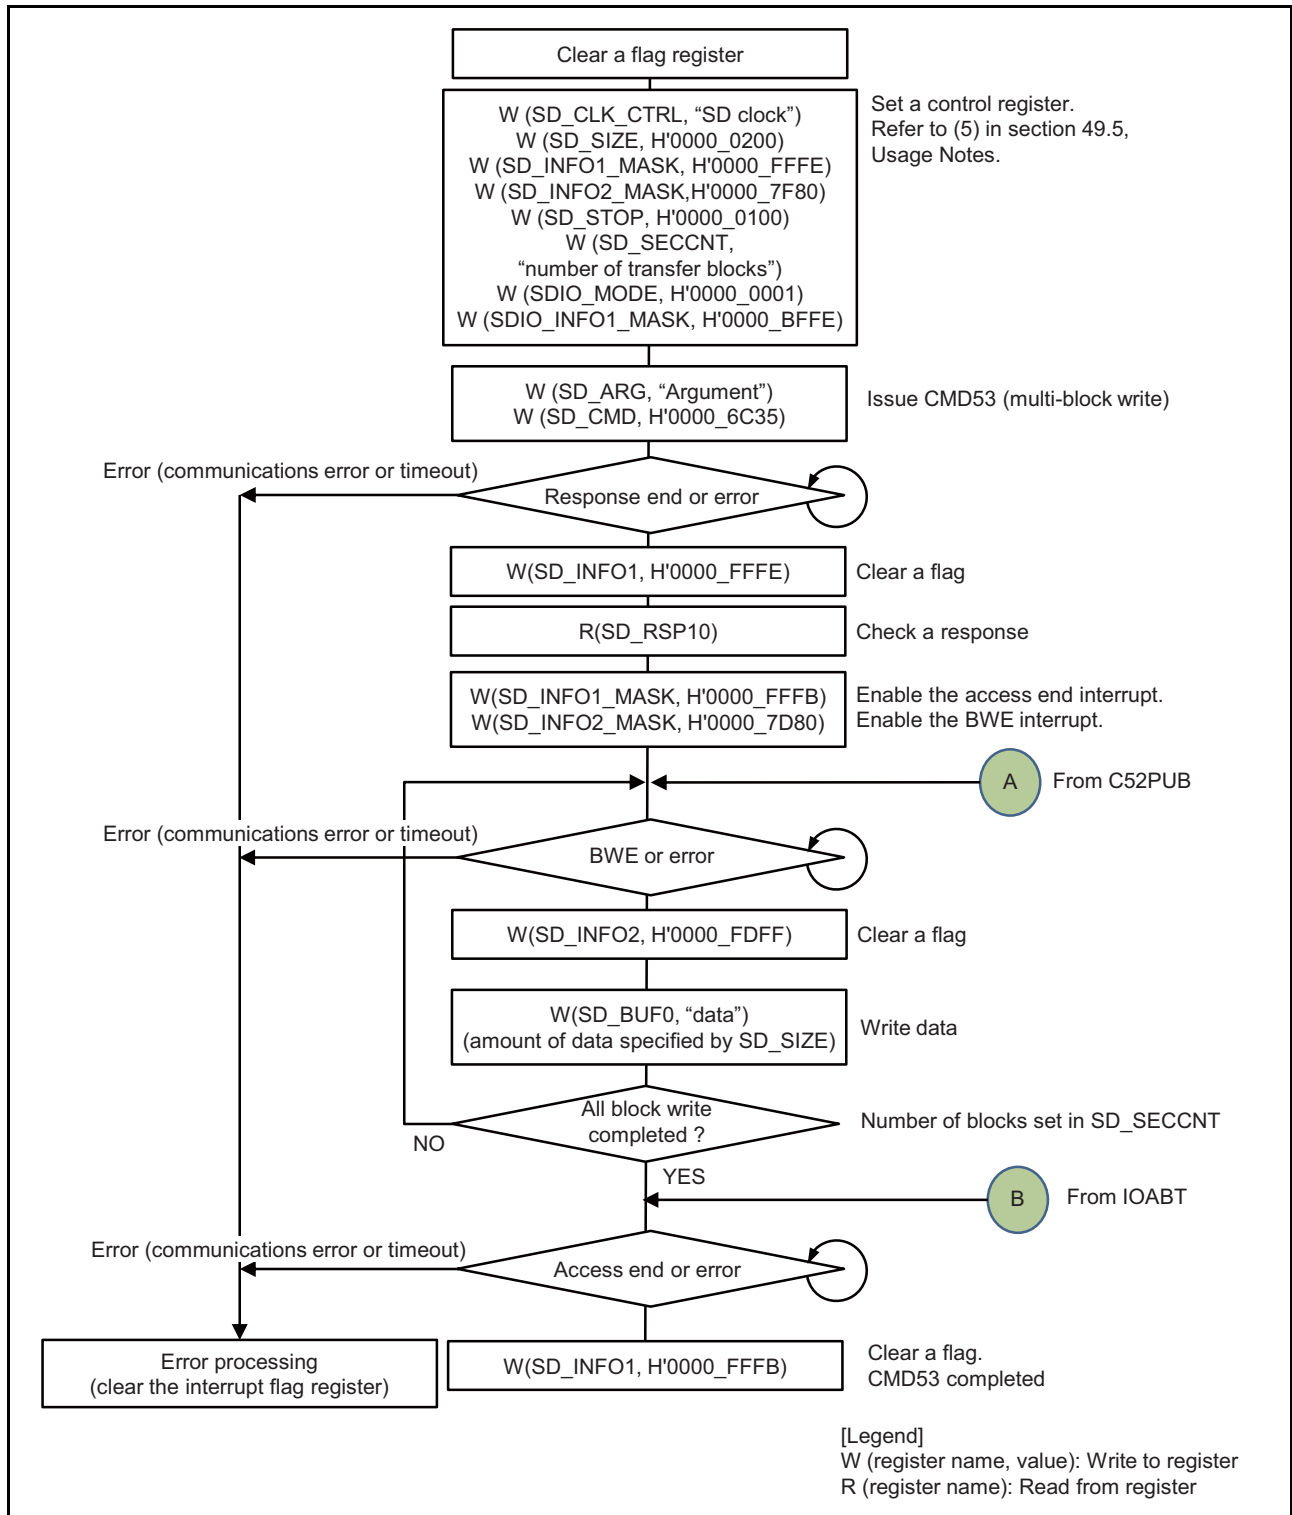 Clear a flag register
W (SD_CLK_CTRL, “SD clock”)
W (SD_SIZE, H'0000_0200)
W (SD_INFO1_MASK, H'0000_FFFE)
W (SD_INFO2_MASK,H'0000_7F80)
W (SD_STOP, H'0000_0100)
W (SD_SECCNT,
“number of transfer blocks”)
W (SDIO_MODE, H'0000_0001)
W (SDIO_INFO1_MASK, H'0000_BFFE)
Set a control register.
Refer to (5) in section 49.5,
Usage Notes.
W (SD_ARG, “Argument”)
W (SD_CMD, H'0000_6C35)
Issue CMD53 (multi-block write)
Error (communications error or timeout)
Response end or error
W(SD_INFO1, H'0000_FFFE)
Clear a flag
R(SD_RSP10)
Check a response
W(SD_INFO1_MASK, H'0000_FFFB)
W(SD_INFO2_MASK, H'0000_7D80)
Enable the access end interrupt.
Enable the BWE interrupt.
A
From C52PUB
Error (communications error or timeout)
BWE or error
W(SD_INFO2, H'0000_FDFF)
Clear a flag
W(SD_BUF0, “data”)
(amount of data specified by SD_SIZE)
Write data
All block write
completed ?
Number of blocks set in SD_SECCNT
NO
YES
B
From IOABT
Error (communications error or timeout)
Access end or error
Error processing
(clear the interrupt flag register)
W(SD_INFO1, H'0000_FFFB)
Clear a flag.
CMD53 completed
[Legend]
W (register name, value): Write to register
R (register name): Read from register